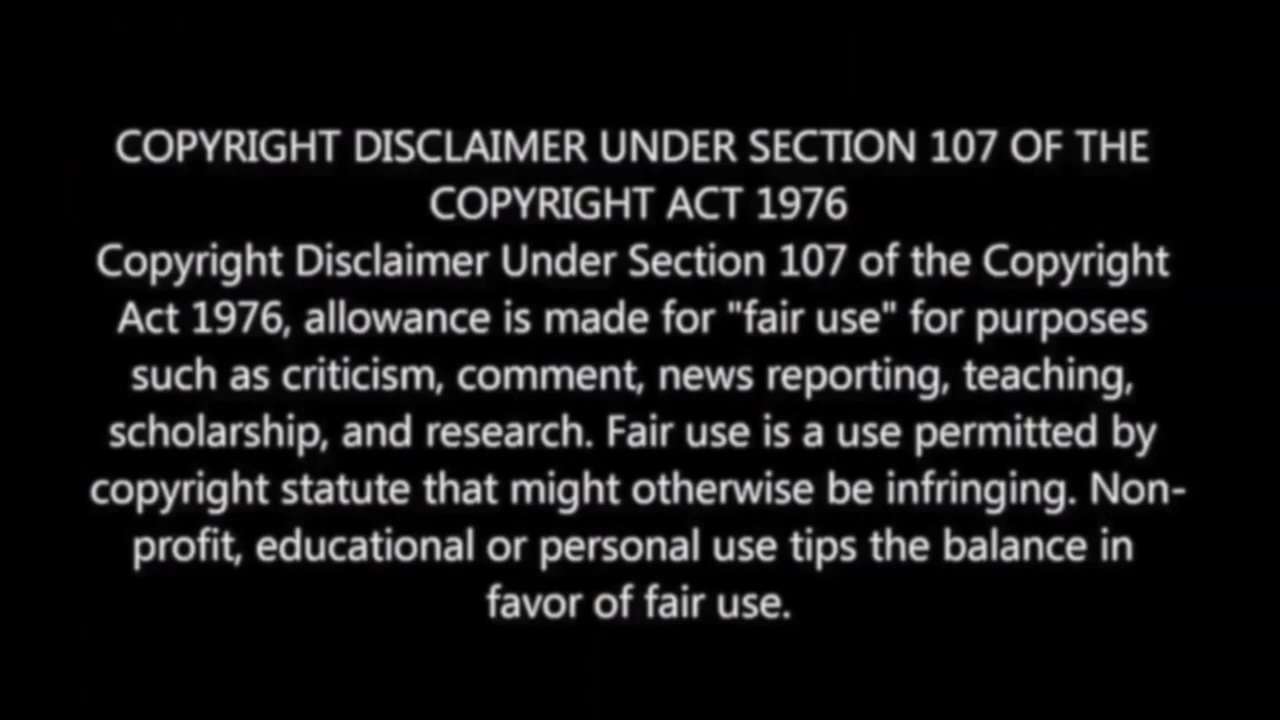 COPYRIGHT DISCLAIMER UNDER SECTION 107 OF THE
COPYRIGHT ACT 1976
Copyright Disclaimer Under Section 107 of the Copyright
Act 1976, allowance is made for "fair use" for purposes
such as criticism, comment, news reporting, teaching,
scholarship, and research. Fair use is a use permitted by
copyright statute that might otherwise be infringing. Non-
profit, educational or personal use tips the balance in
favor of fair use.